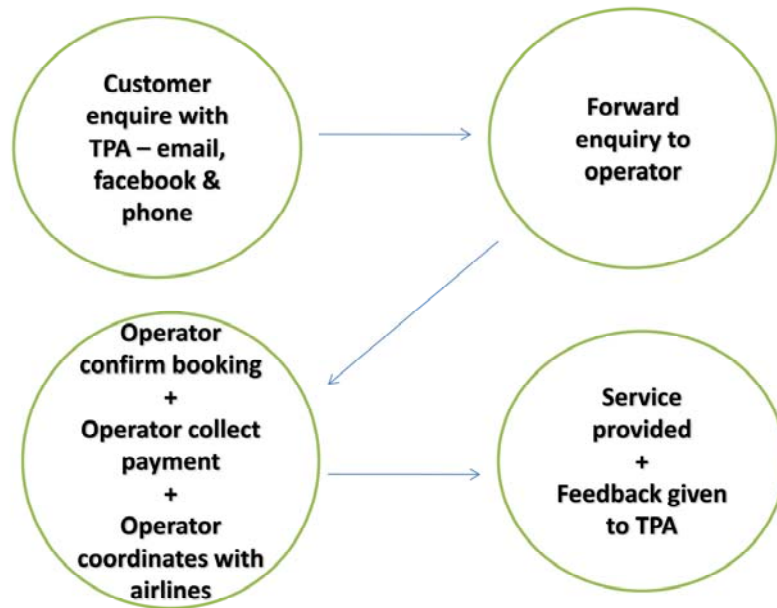 Customer
enquire with
TPA – email,
facebook &
phone
Forward
enquiry to
operator
Operator
confirm booking
+
Operator collect
payment
+
Operator
coordinates with
airlines
Service
provided
+
Feedback given
to TPA